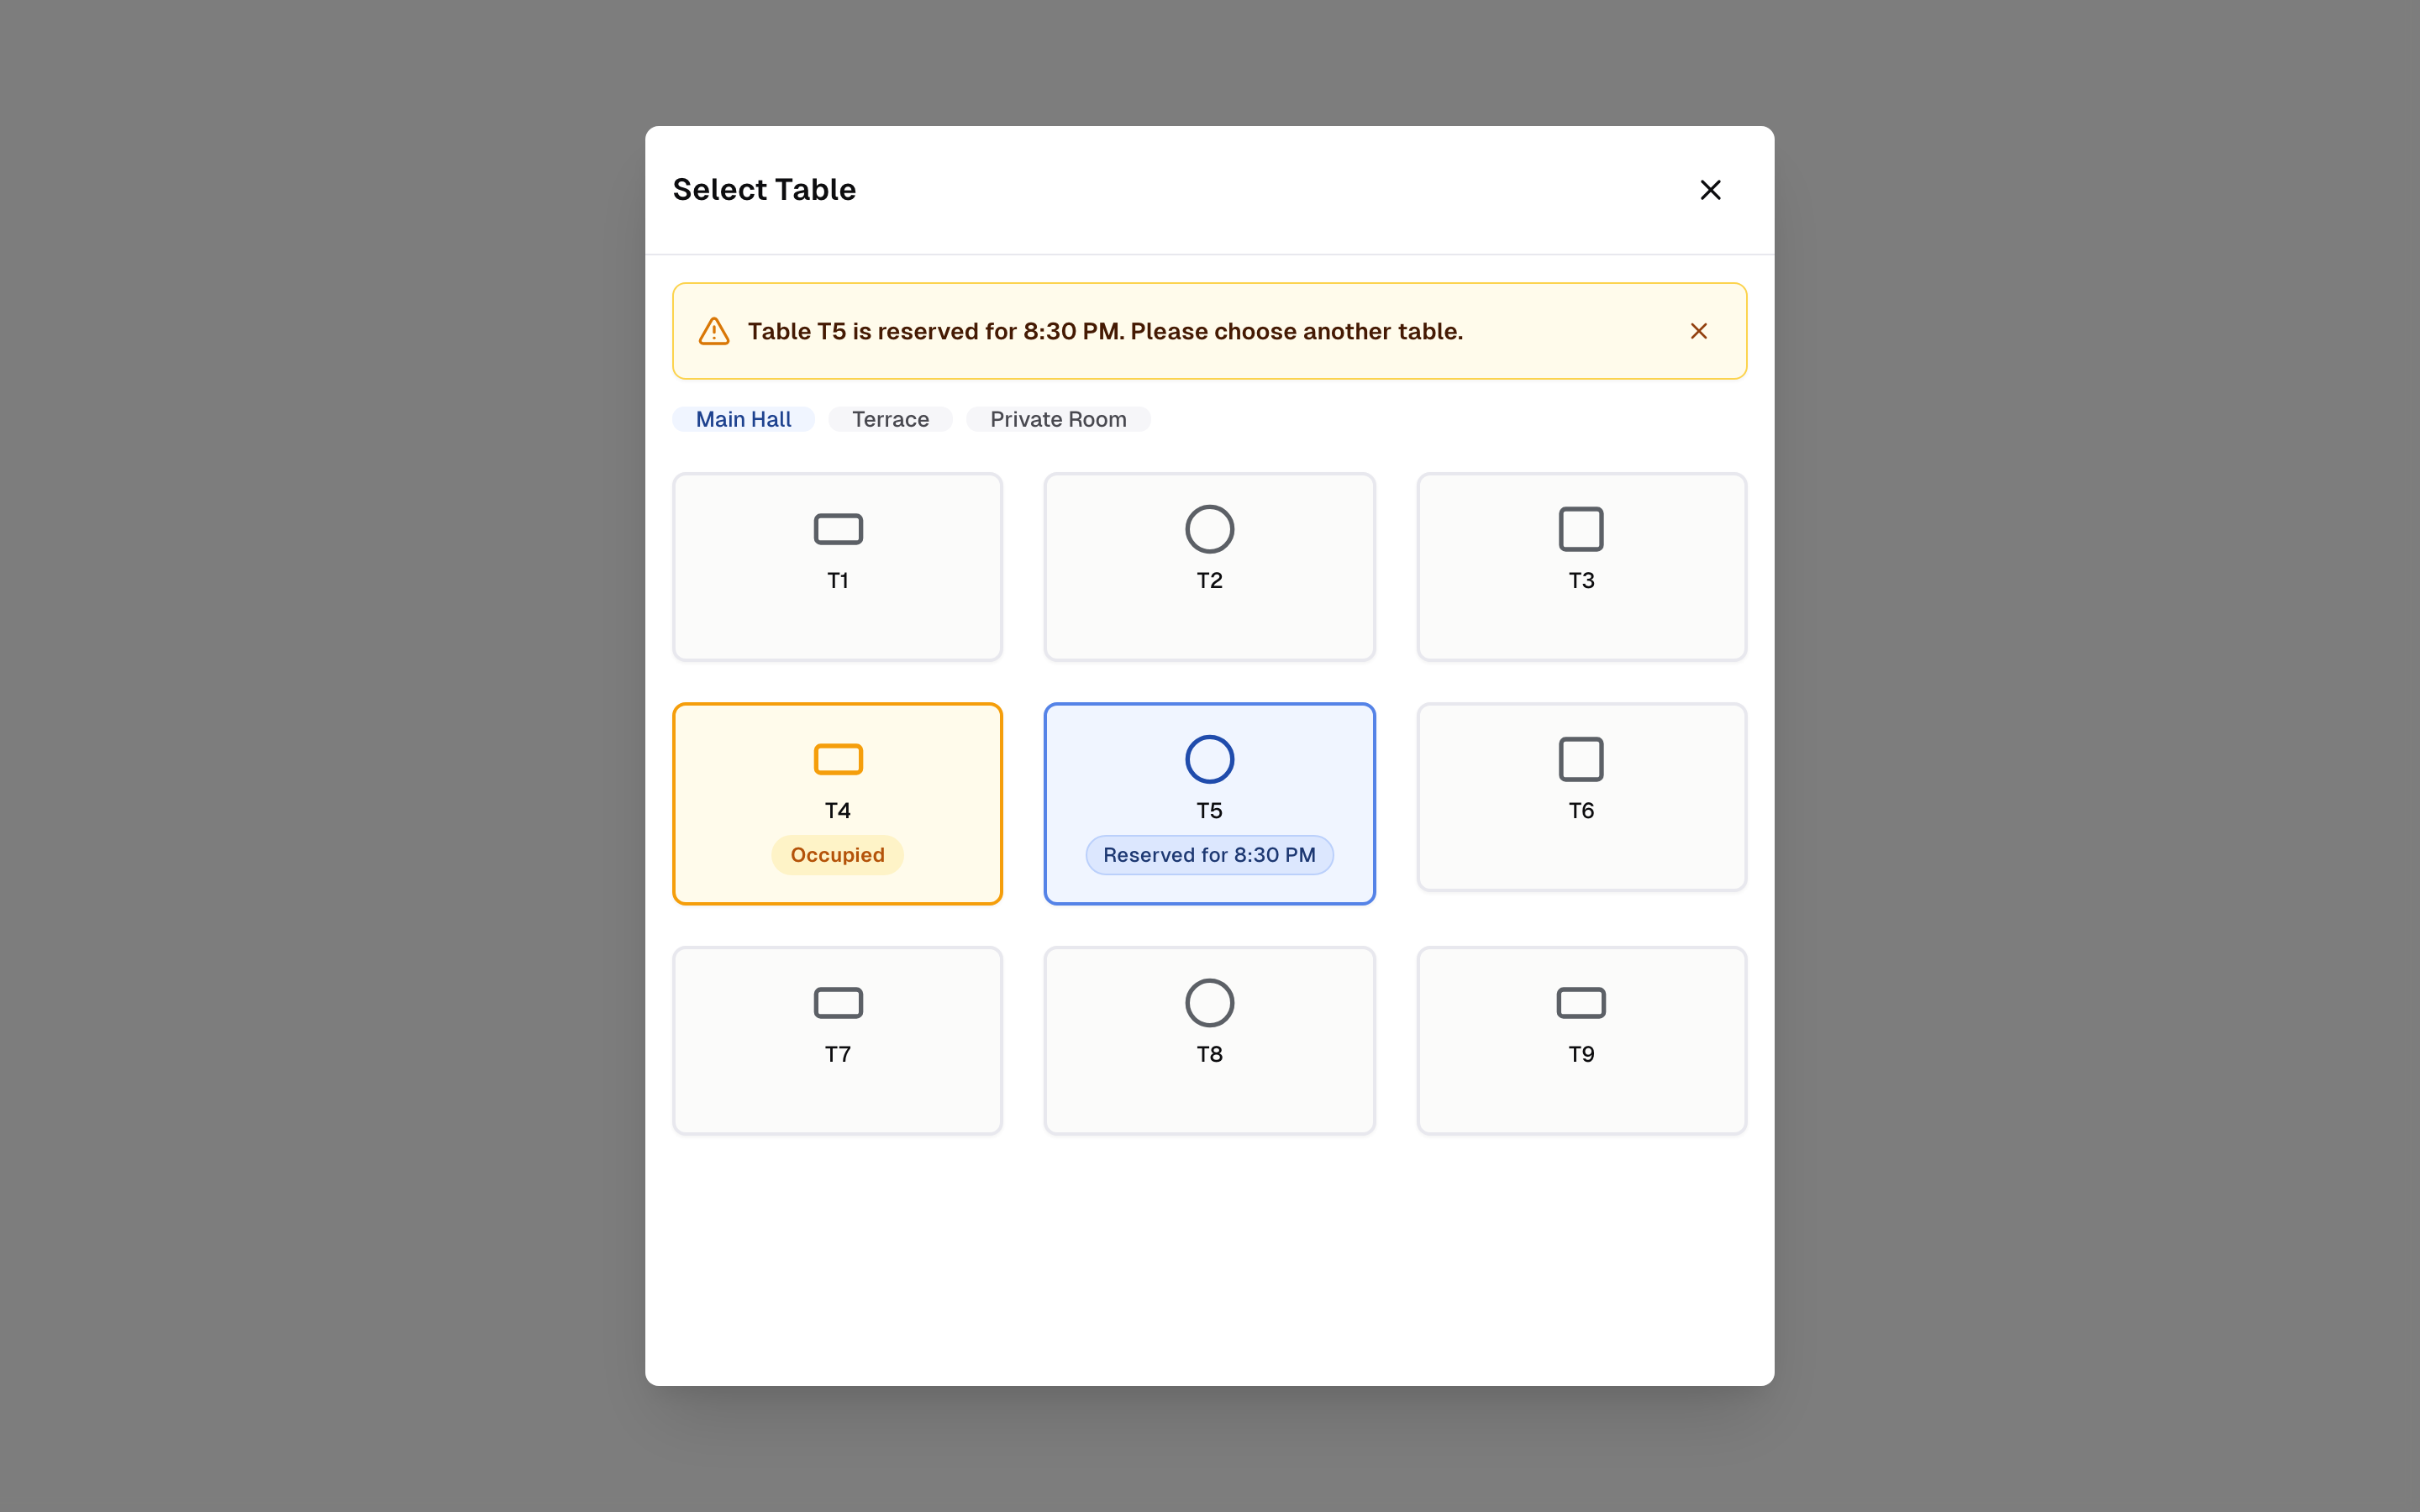 Select Table
Table T5 is reserved for 8:30 PM. Please choose another table.
Main Hall
Terrace
Private Room
T1
T2
T3
T4
Occupied
T5
Reserved for 8:30 PM
T6
T7
T8
T9